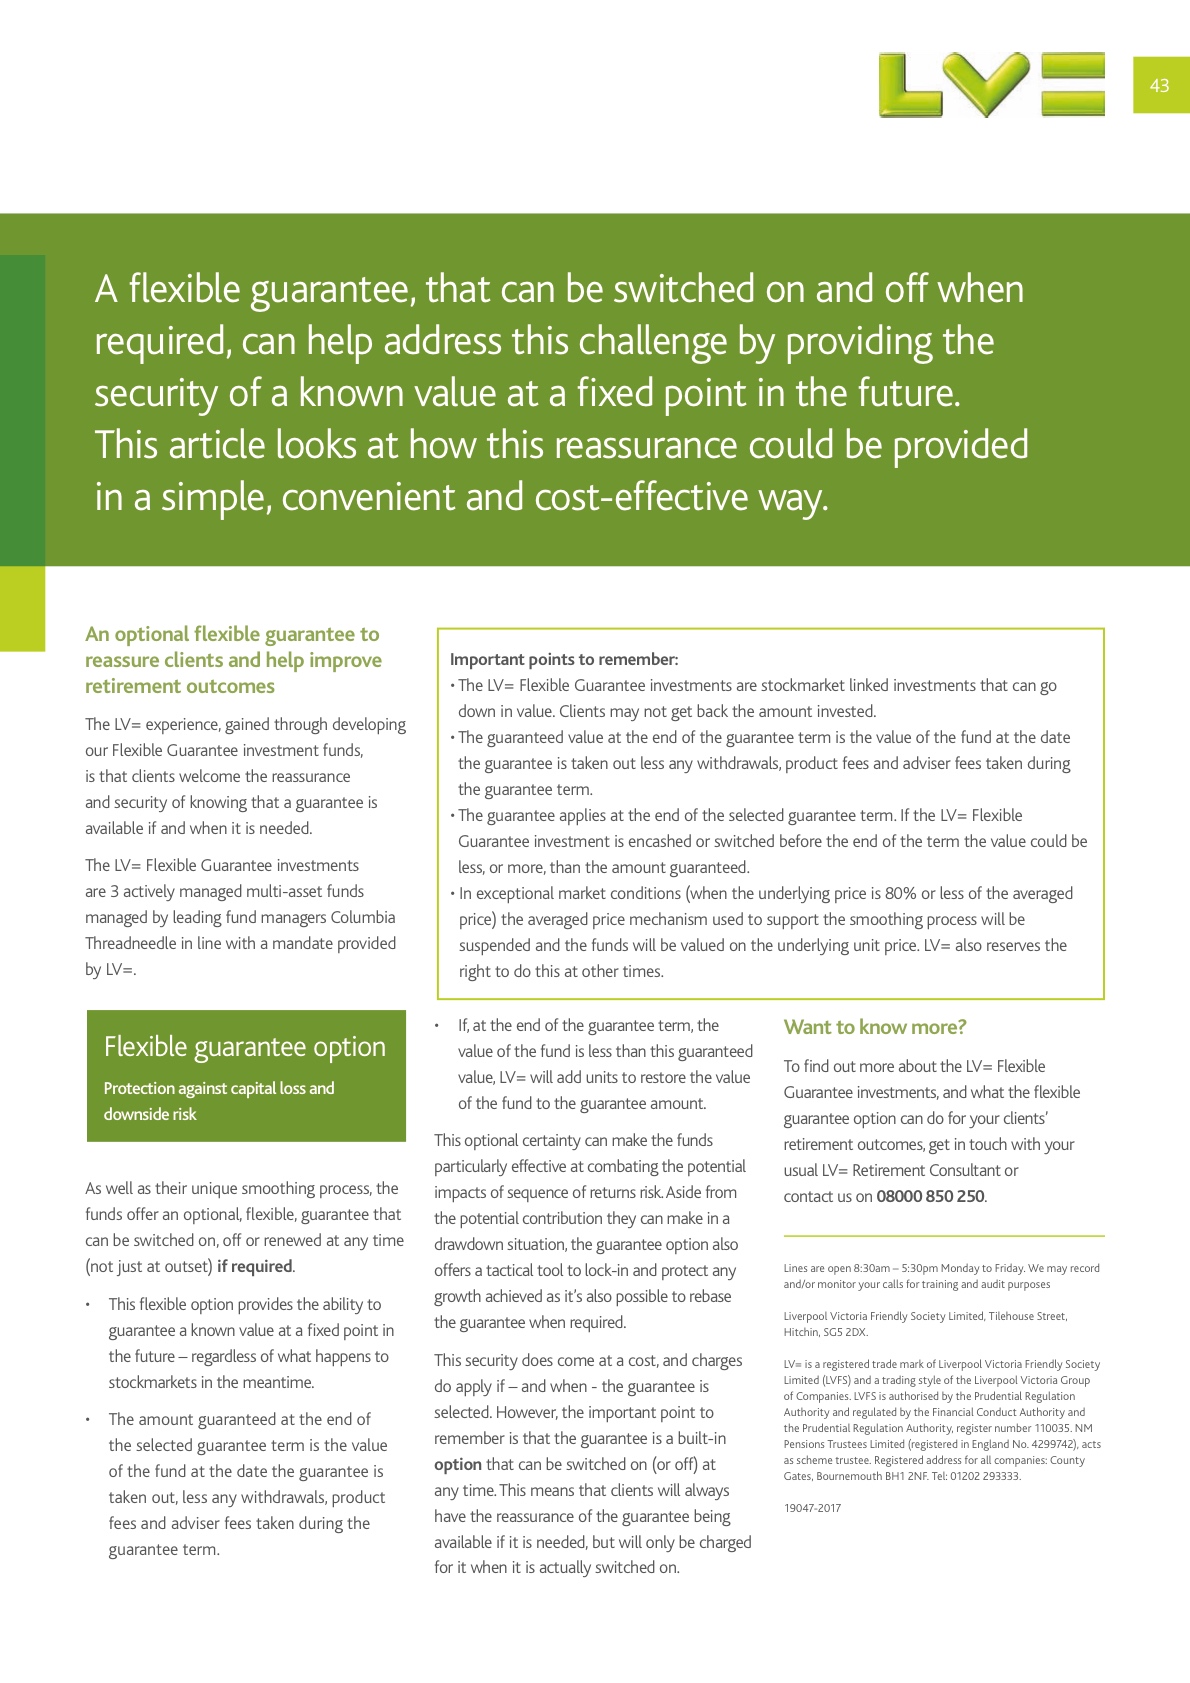 LV=
43
A flexible guarantee, that can be switched on and off when
required, can help address this challenge by providing the
security of a known value at a fixed point in the future.
This article looks at how this reassurance could be provided
in a simple, convenient and cost-effective way.
An optional flexible guarantee to
reassure clients and help improve
retirement outcomes
The LV= experience, gained through developing
our Flexible Guarantee investment funds,
is that clients welcome the reassurance
and security of knowing that a guarantee is
available if and when it is needed.
The LV= Flexible Guarantee investments
are 3 actively managed multi-asset funds
managed by leading fund managers Columbia
Threadneedle in line with a mandate provided
by LV=.
Important points to remember:
• The LV= Flexible Guarantee investments are stockmarket linked investments that can go
down in value. Clients may not get back the amount invested.
• The guaranteed value at the end of the guarantee term is the value of the fund at the date
the guarantee is taken out less any withdrawals, product fees and adviser fees taken during
the guarantee term.
• The guarantee applies at the end of the selected guarantee term. If the LV= Flexible
Guarantee investment is encashed or switched before the end of the term the value could be
less, or more, than the amount guaranteed.
• In exceptional market conditions (when the underlying price is 80% or less of the averaged
price) the averaged price mechanism used to support the smoothing process will be
suspended and the funds will be valued on the underlying unit price. LV= also reserves the
right to do this at other times.
Flexible guarantee option
Protection against capital loss and
downside risk
As well as their unique smoothing process, the
funds offer an optional, flexible, guarantee that
can be switched on, off or renewed at any time
(not just at outset) if required.
• This flexible option provides the ability to
guarantee a known value at a fixed point in
the future – regardless of what happens to
stockmarkets in the meantime.
• The amount guaranteed at the end of
the selected guarantee term is the value
of the fund at the date the guarantee is
taken out, less any withdrawals, product
fees and adviser fees taken during the
guarantee term.
• If, at the end of the guarantee term, the
value of the fund is less than this guaranteed
value, LV= will add units to restore the value
of the fund to the guarantee amount.
This optional certainty can make the funds
particularly effective at combating the potential
impacts of sequence of returns risk. Aside from
the potential contribution they can make in a
drawdown situation, the guarantee option also
offers a tactical tool to lock-in and protect any
growth achieved as it's also possible to rebase
the guarantee when required.
This security does come at a cost, and charges
do apply if – and when - the guarantee is
selected. However, the important point to
remember is that the guarantee is a built-in
option that can be switched on (or off) at
any time. This means that clients will always
have the reassurance of the guarantee being
available if it is needed, but will only be charged
for it when it is actually switched on.
Want to know more?
To find out more about the LV= Flexible
Guarantee investments, and what the flexible
guarantee option can do for your clients'
retirement outcomes, get in touch with your
usual LV= Retirement Consultant or
contact us on 08000 850 250.
Lines are open 8:30am – 5:30pm Monday to Friday. We may record
and/or monitor your calls for training and audit purposes
Liverpool Victoria Friendly Society Limited, Tilehouse Street,
Hitchin, SG5 2DX.
LV= is a registered trade mark of Liverpool Victoria Friendly Society
Limited (LVFS) and a trading style of the Liverpool Victoria Group
of Companies. LVFS is authorised by the Prudential Regulation
Authority and regulated by the Financial Conduct Authority and
the Prudential Regulation Authority, register number 110035. NM
Pensions Trustees Limited (registered in England No. 4299742), acts
as scheme trustee. Registered address for all companies: County
Gates, Bournemouth BH1 2NF. Tel: 01202 293333.
19047-2017